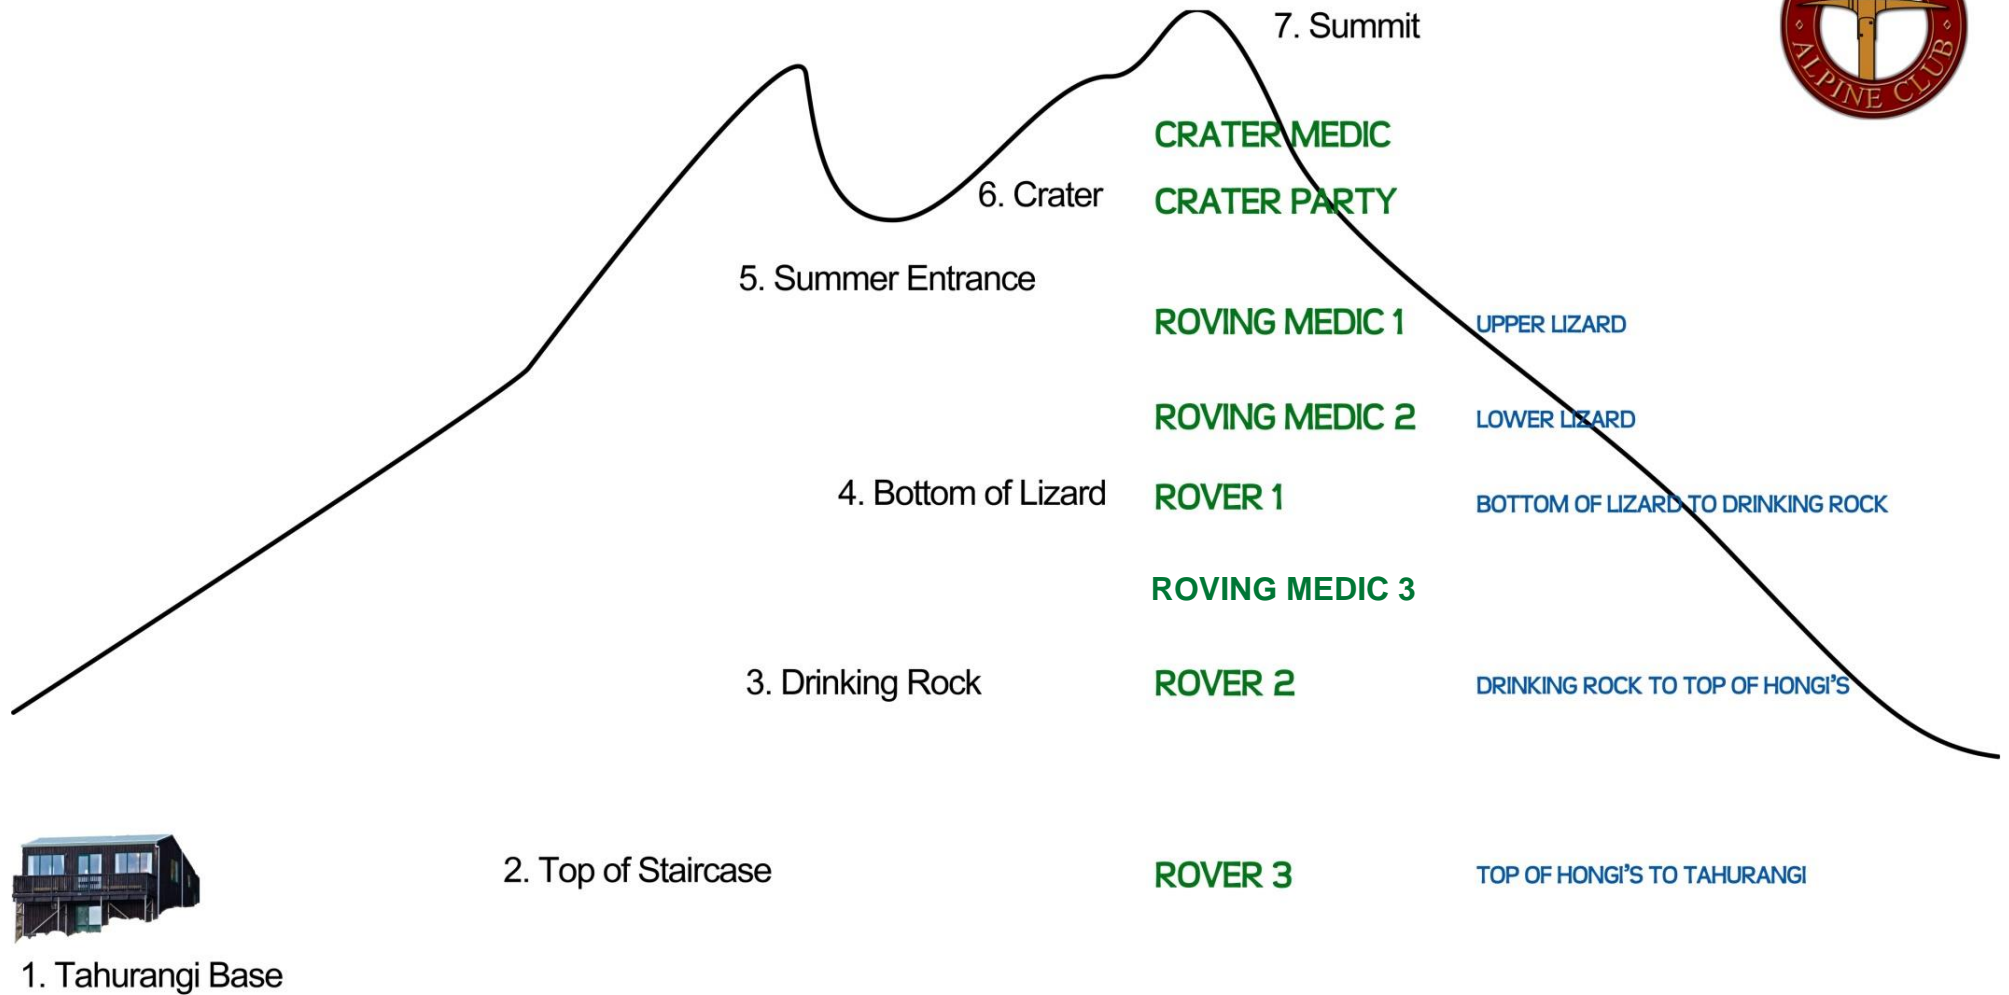 7. Summit
ALPINE CLUB
CRATER MEDIC
6. Crater
CRATER PARTY
5. Summer Entrance
ROVING MEDIC 1
UPPER LIZARD
ROVING MEDIC 2
LOWER LIZARD
4. Bottom of Lizard
ROVER 1
BOTTOM OF LIZARD TO DRINKING ROCK
ROVING MEDIC 3
3. Drinking Rock
ROVER 2
DRINKING ROCK TO TOP OF HONGI'S
2. Top of Staircase
ROVER 3
TOP OF HONGI'S TO TAHURANGI
1. Tahurangi Base